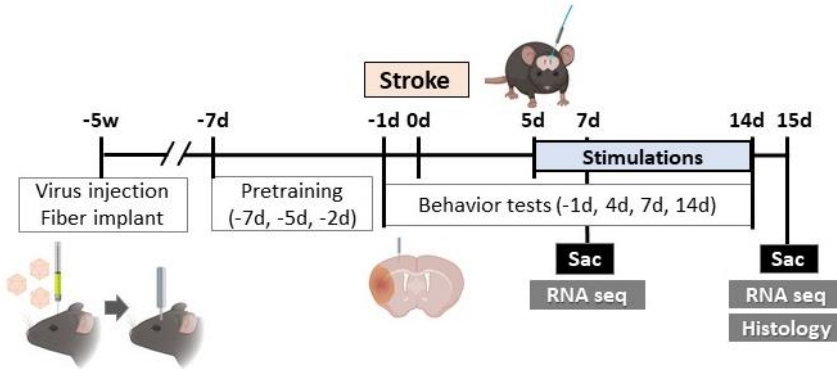 Stroke
-5w -7d -1d 0d 5d 7d 14d 15d
Stimulations
Virus injection
Fiber implant
Pretraining
(-7d, -5d, -2d)
Behavior tests (-1d, 4d, 7d, 14d)
Sac Sac
RNA seq RNA seq
Histology